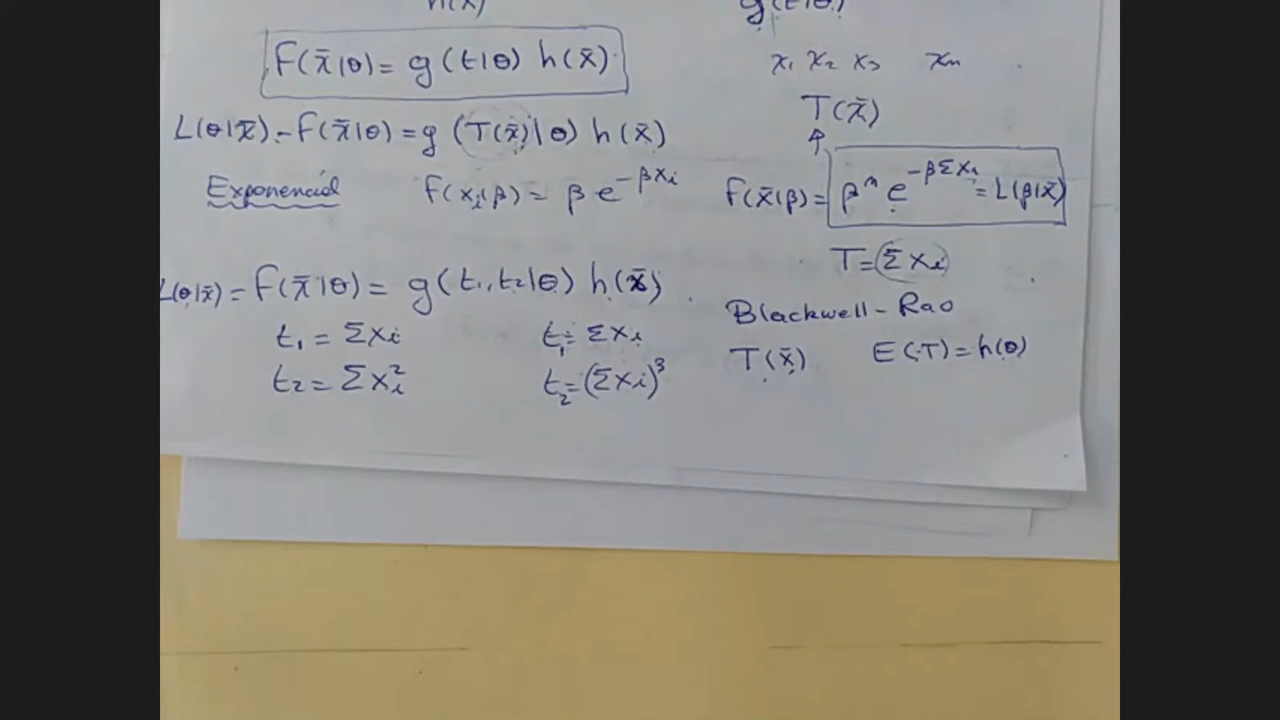 h(x̄) g(t|θ)
f(x̄|θ) = g(t|θ) h(x̄)
x₁ x₂ x₃ xₙ
T(x̄)
L(θ|x̄) = f(x̄|θ) = g(T(x̄)|θ) h(x̄)
Exponencial f(xᵢ|β) = β e^{-βxᵢ} f(x̄|β) = βⁿ e^{-βΣxᵢ} = L(β|x̄)
T = Σxᵢ
L(θ|x̄) = f(x̄|θ) = g(t₁, t₂|θ) h(x̄)
Blackwell - Rao
t₁ = Σxᵢ t₁ = Σxᵢ
T(x̄) E(T) = h(θ)
t₂ = Σxᵢ² t₂ = (Σxᵢ)³